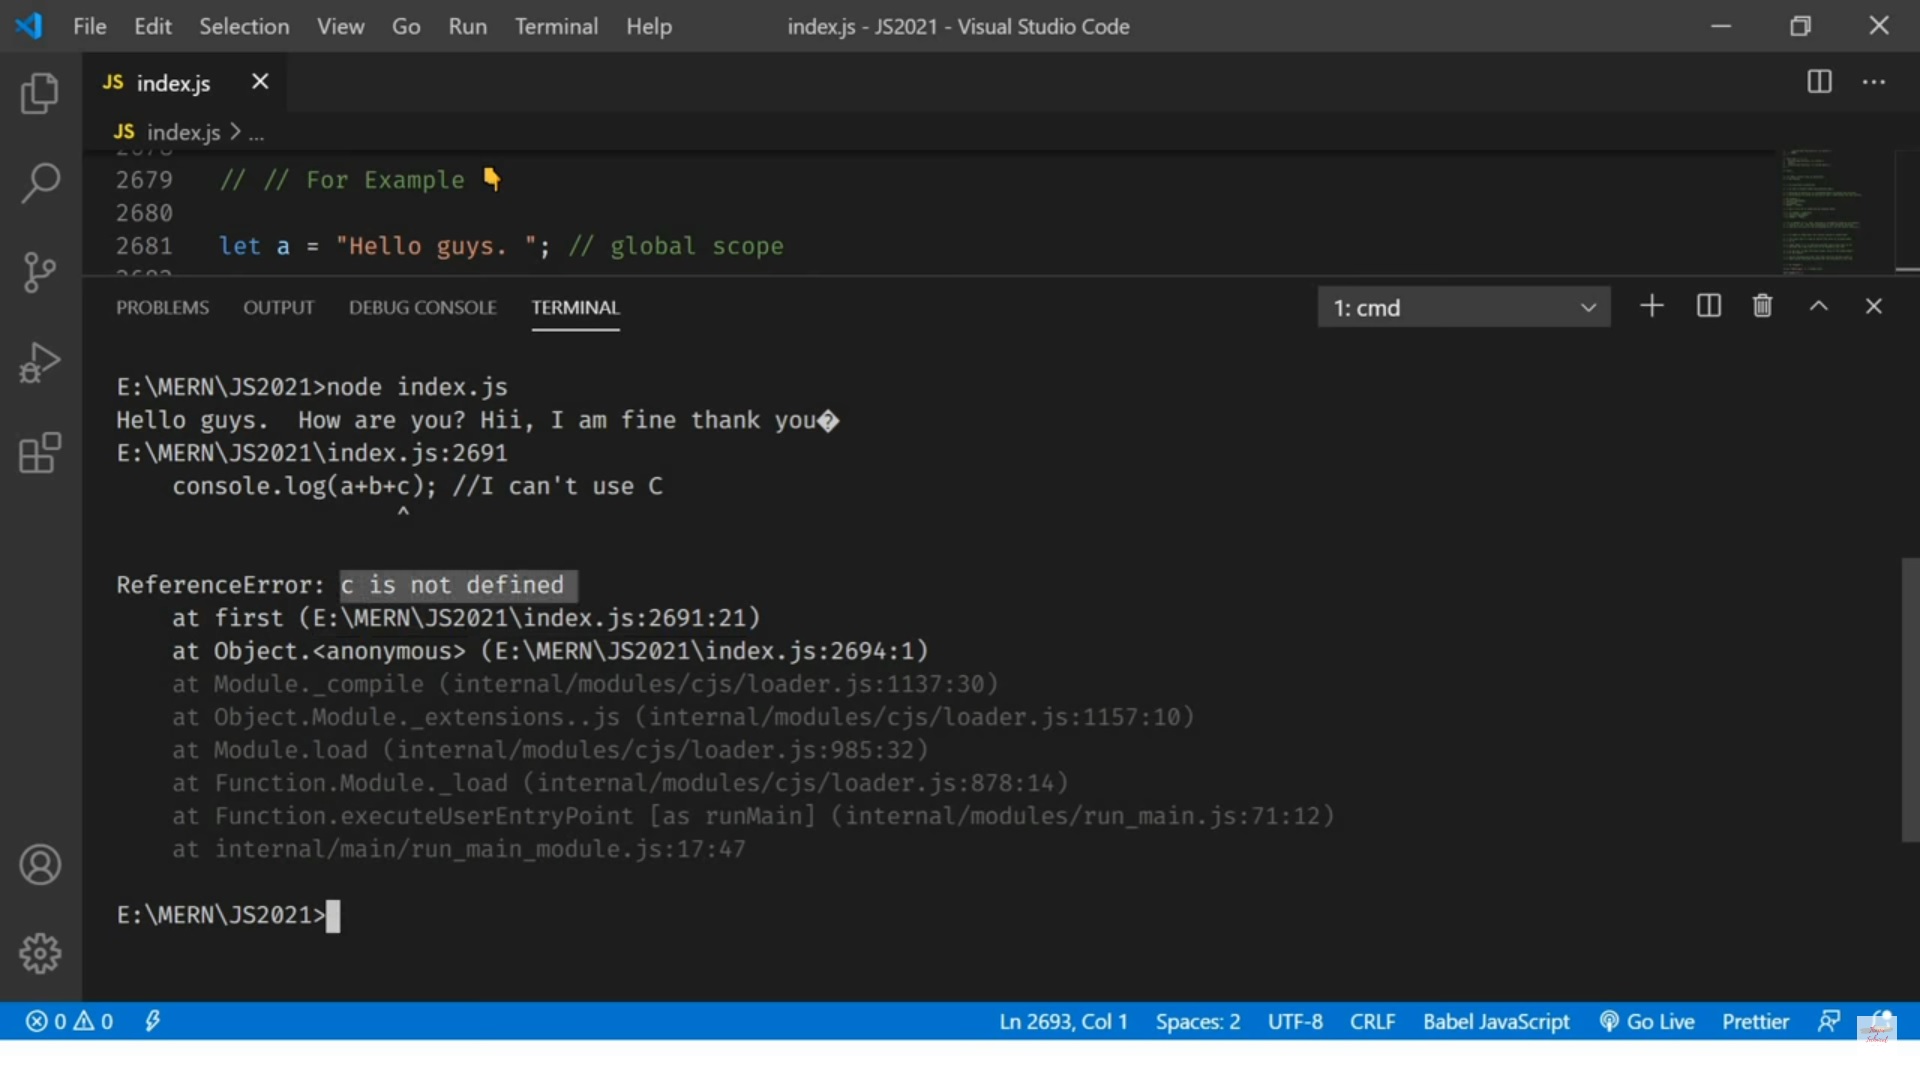 File Edit Selection View Go Run Terminal Help index.js - JS2021 - Visual Studio Code
JS index.js
JS index.js > ...
2679 // // For Example 👇
2680
2681 let a = "Hello guys. "; // global scope
PROBLEMS OUTPUT DEBUG CONSOLE TERMINAL 1: cmd
E:\MERN\JS2021>node index.js
Hello guys.  How are you? Hii, I am fine thank you�
E:\MERN\JS2021\index.js:2691
console.log(a+b+c); //I can't use C
^
ReferenceError: c is not defined
at first (E:\MERN\JS2021\index.js:2691:21)
at Object.<anonymous> (E:\MERN\JS2021\index.js:2694:1)
at Module._compile (internal/modules/cjs/loader.js:1137:30)
at Object.Module._extensions..js (internal/modules/cjs/loader.js:1157:10)
at Module.load (internal/modules/cjs/loader.js:985:32)
at Function.Module._load (internal/modules/cjs/loader.js:878:14)
at Function.executeUserEntryPoint [as runMain] (internal/modules/run_main.js:71:12)
at internal/main/run_main_module.js:17:47
E:\MERN\JS2021>
0 0 Ln 2693, Col 1 Spaces: 2 UTF-8 CRLF Babel JavaScript Go Live Prettier